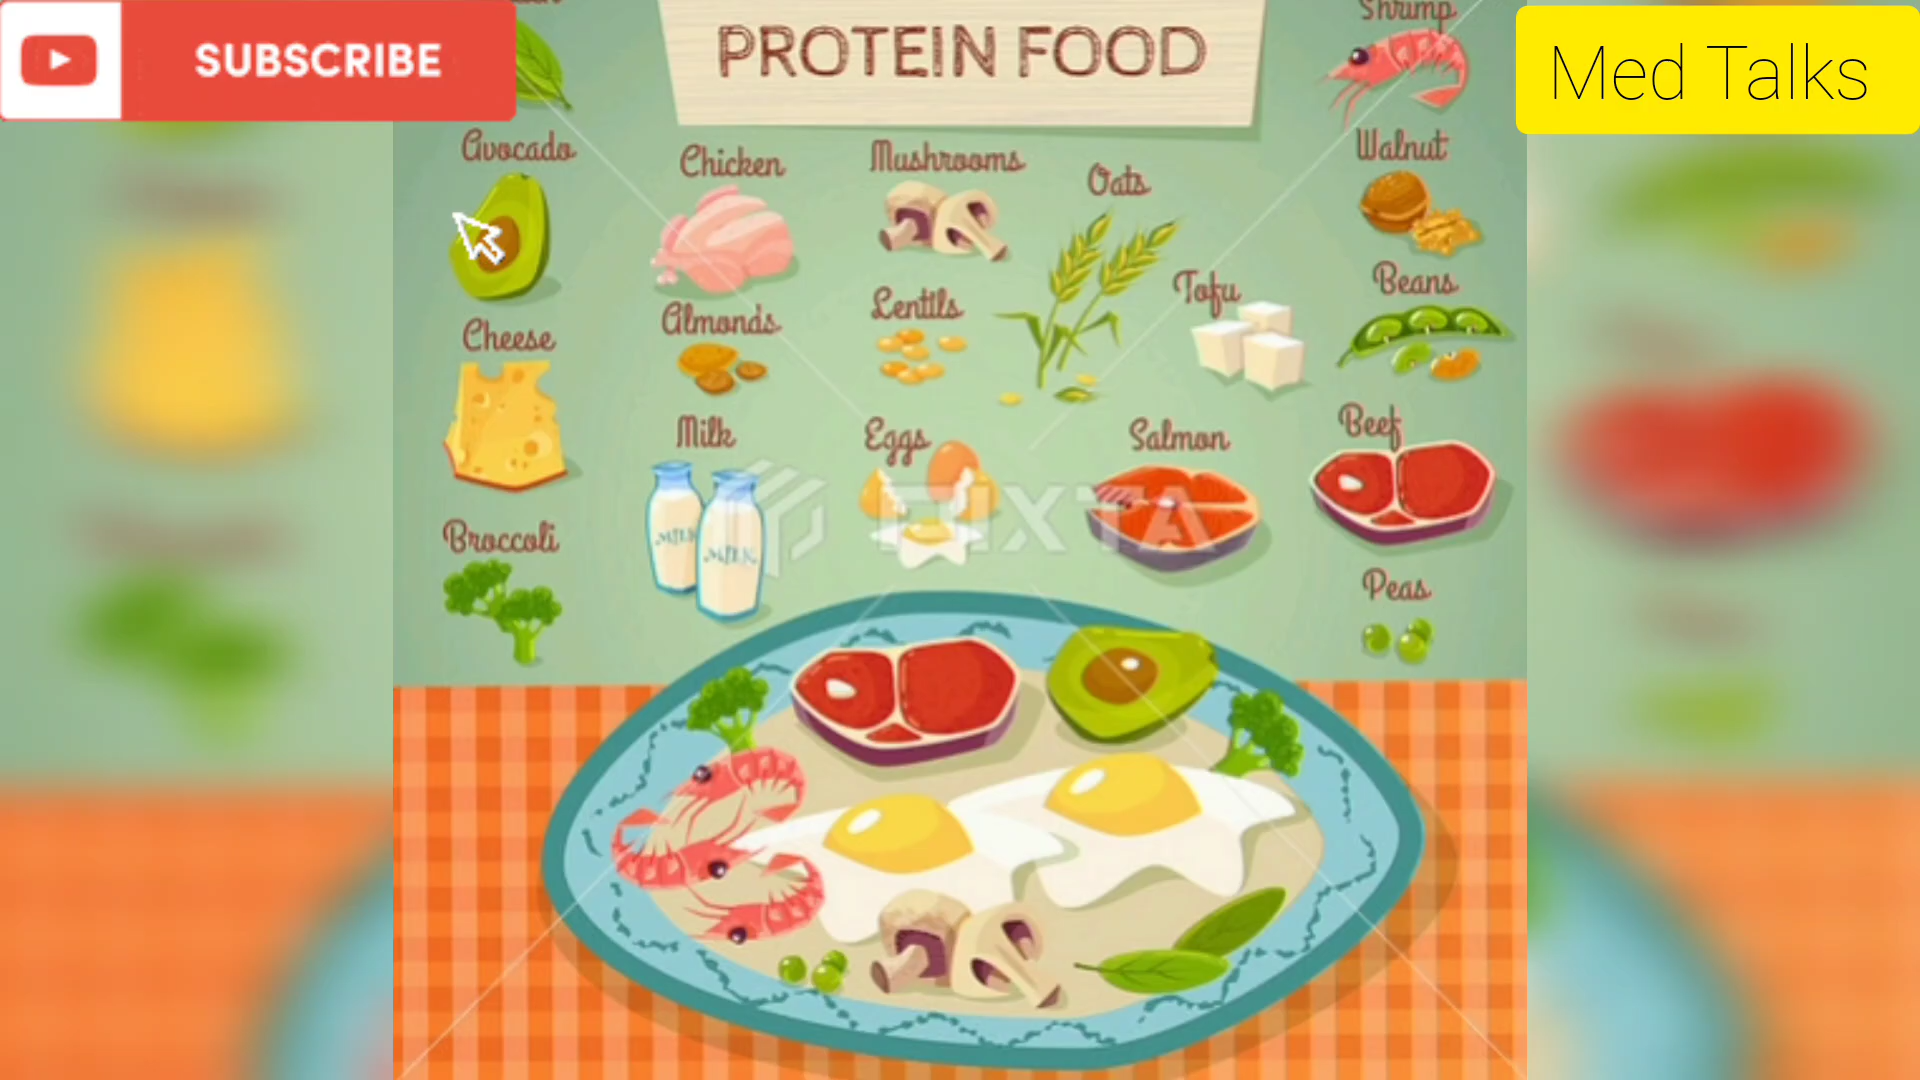 SUBSCRIBE
PROTEIN FOOD
Shrimp
Med Talks
Avocado
Chicken
Mushrooms
Oats
Walnut
Cheese
Almonds
Lentils
Tofu
Beans
Milk
Eggs
Salmon
Beef
MILK
MILK
PIXTA
Broccoli
Peas